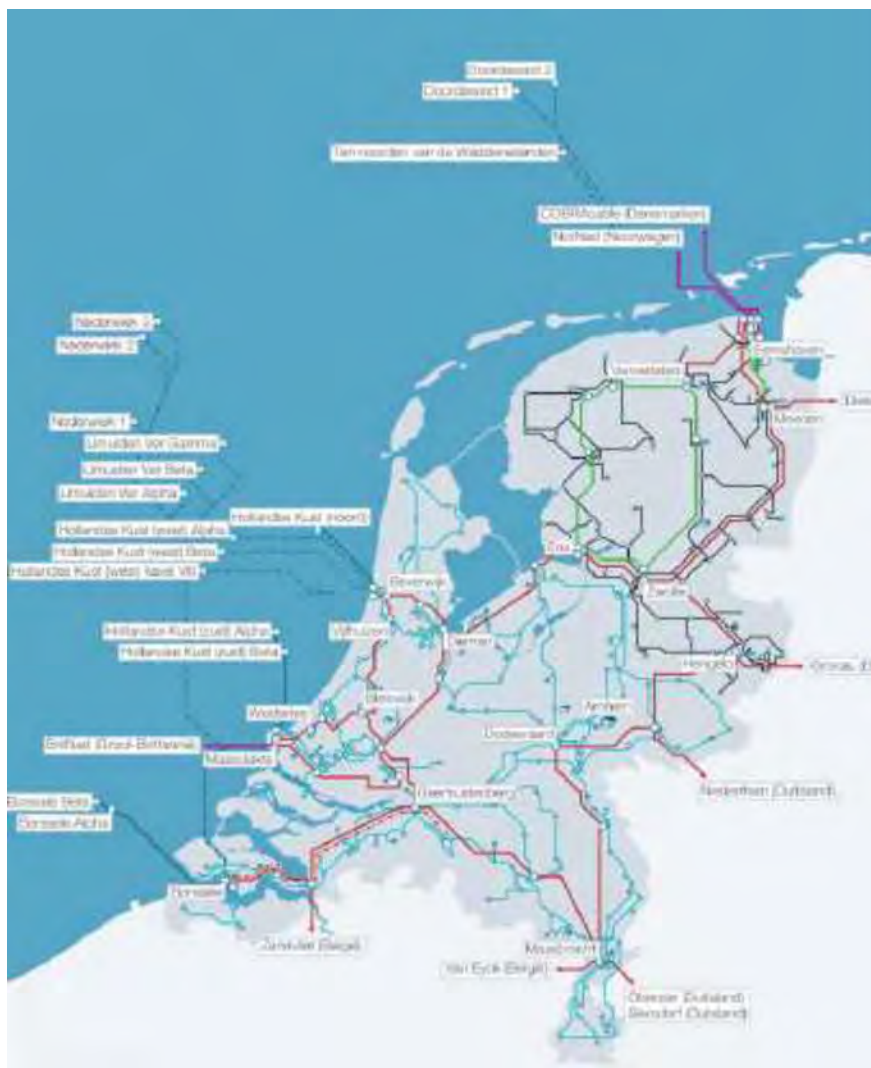 Doordewind 2
Doordewind 1
Ten noorden van de Waddeneilanden
COBRAcable (Denemarken)
NorNed (Noorwegen)
Nederwiek 3
Nederwiek 2
Eemshaven
Vierverlaten
Meeden
Nederwiek 1
IJmuiden Ver Gamma
IJmuiden Ver Beta
IJmuiden Ver Alpha
Hollandse Kust (noord)
Hollandse Kust (west) Alpha
Hollandse Kust (west) Beta
Hollandse Kust (west) kavel VIII
Ens
Beverwijk
Zwolle
Vijfhuizen
Diemen
Hollandse Kust (zuid) Alpha
Hollandse Kust (zuid) Beta
Hengelo
Gronau
Bleiswijk
Wateringen
Arnhem
Dodewaard
BritNed (Groot-Brittannië)
Maasvlakte
Geertruidenberg
Niederrhein (Duitsland)
Borssele Beta
Borssele Alpha
Borssele
Zandvliet (België)
Maasbracht
Van Eyck (België)
Oberzier (Duitsland)
Siersdorf (Duitsland)